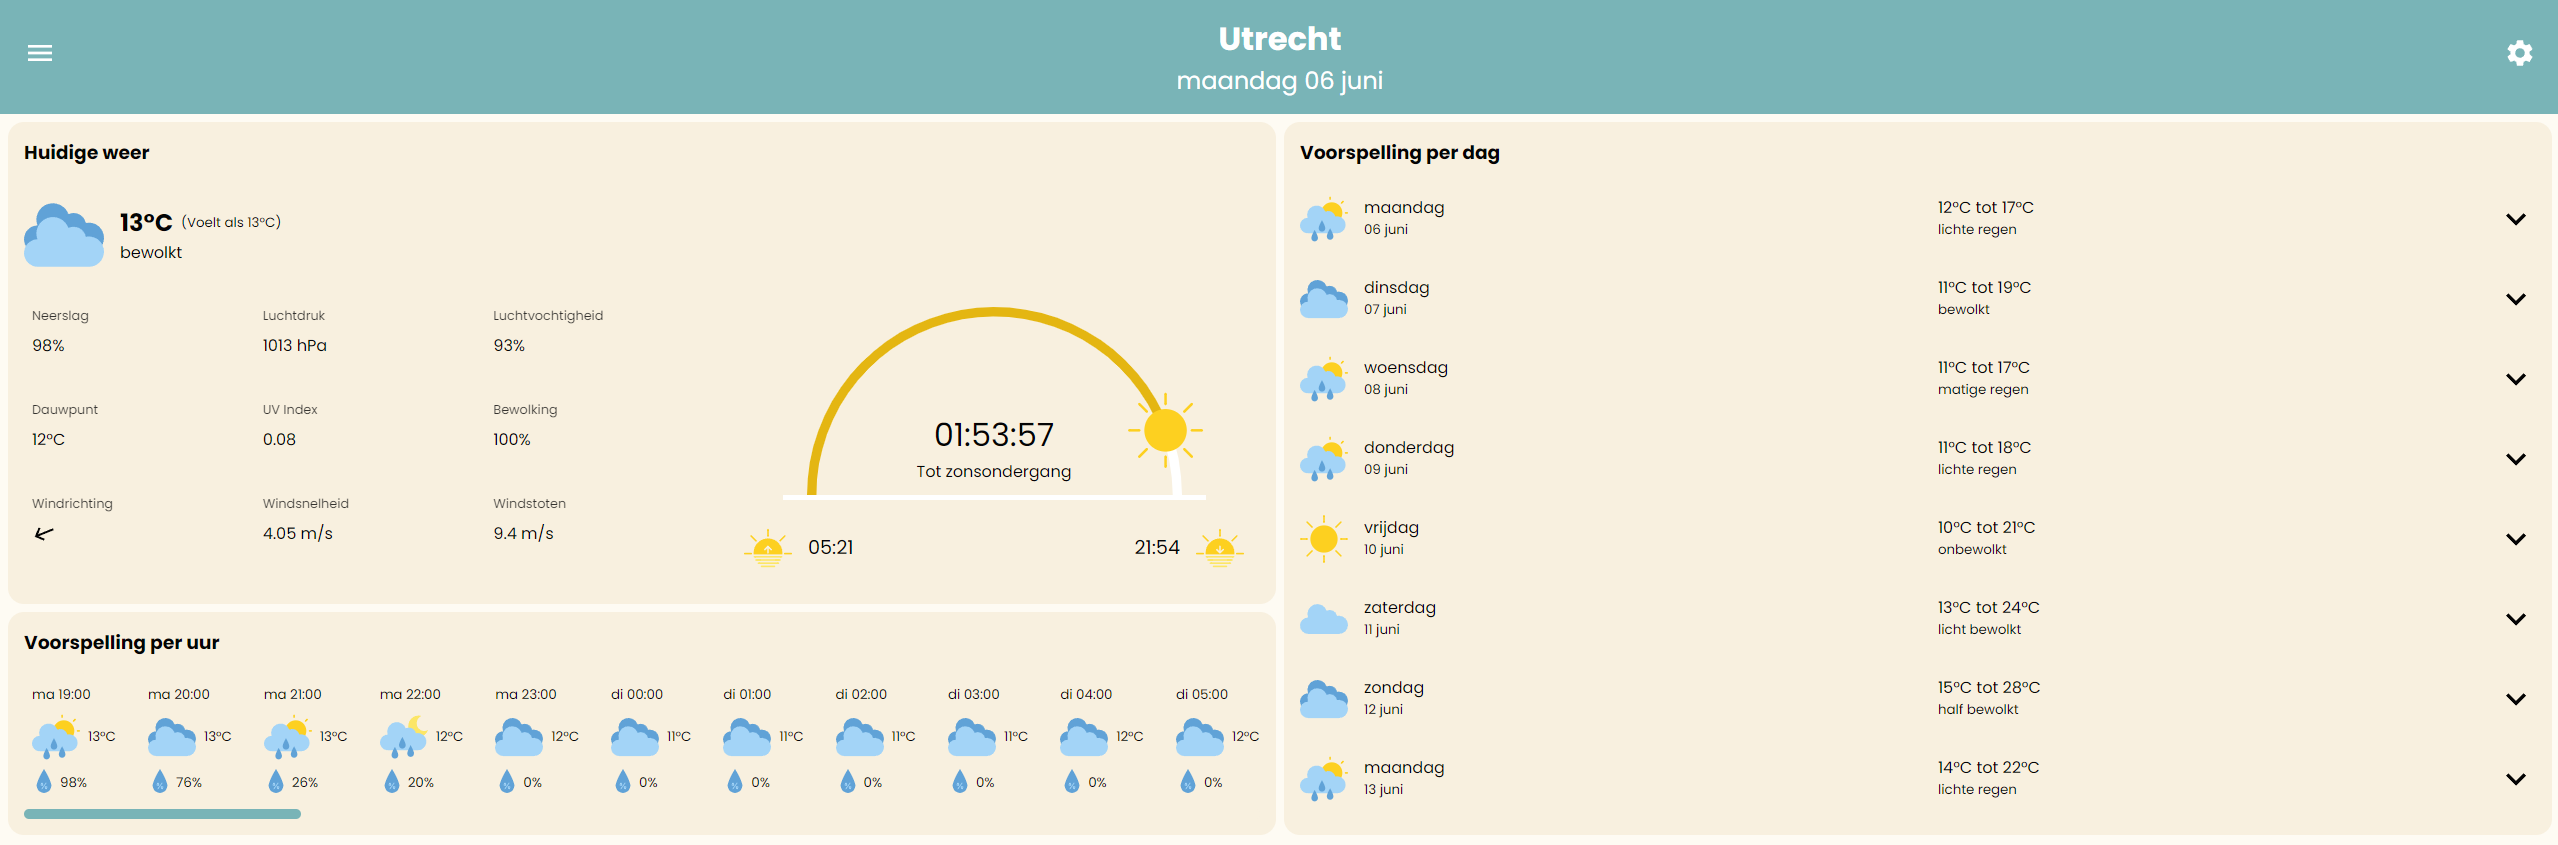 Utrecht
maandag 06 juni
Huidige weer
13°C (Voelt als 13°C)
bewolkt
Neerslag Luchtdruk Luchtvochtigheid
98% 1013 hPa 93%
Dauwpunt UV Index Bewolking
12°C 0.08 100%
Windrichting Windsnelheid Windstoten
4.05 m/s 9.4 m/s
01:53:57
Tot zonsondergang
05:21 21:54
Voorspelling per uur
ma 19:00 ma 20:00 ma 21:00 ma 22:00 ma 23:00 di 00:00 di 01:00 di 02:00 di 03:00 di 04:00 di 05:00
13°C 13°C 13°C 12°C 12°C 11°C 11°C 11°C 11°C 12°C 12°C
98% 76% 26% 20% 0% 0% 0% 0% 0% 0% 0%
Voorspelling per dag
maandag 12°C tot 17°C
06 juni lichte regen
dinsdag 11°C tot 19°C
07 juni bewolkt
woensdag 11°C tot 17°C
08 juni matige regen
donderdag 11°C tot 18°C
09 juni lichte regen
vrijdag 10°C tot 21°C
10 juni onbewolkt
zaterdag 13°C tot 24°C
11 juni licht bewolkt
zondag 15°C tot 28°C
12 juni half bewolkt
maandag 14°C tot 22°C
13 juni lichte regen